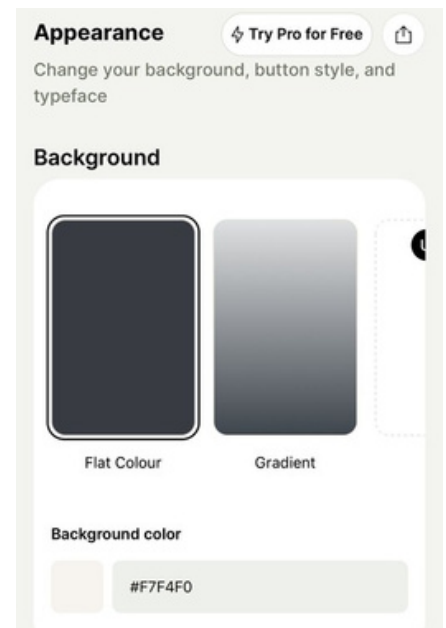 Appearance
Try Pro for Free
Change your background, button style, and
typeface
Background
Flat Colour
Gradient
Background color
#F7F4F0